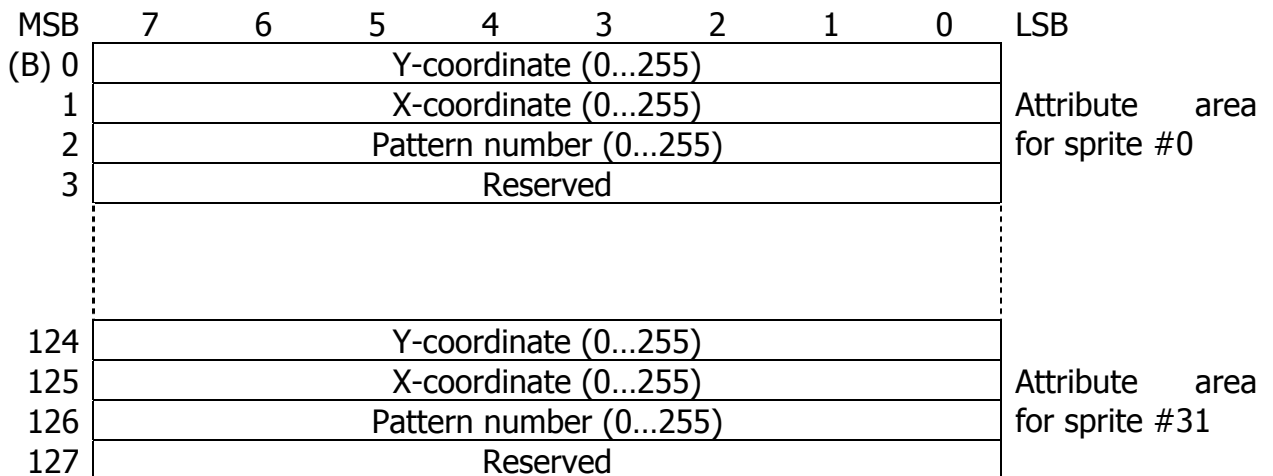 MSB 7 6 5 4 3 2 1 0 LSB
(B) 0 Y-coordinate (0…255)
1 X-coordinate (0…255) Attribute area
2 Pattern number (0…255) for sprite #0
3 Reserved
124 Y-coordinate (0…255)
125 X-coordinate (0…255) Attribute area
126 Pattern number (0…255) for sprite #31
127 Reserved